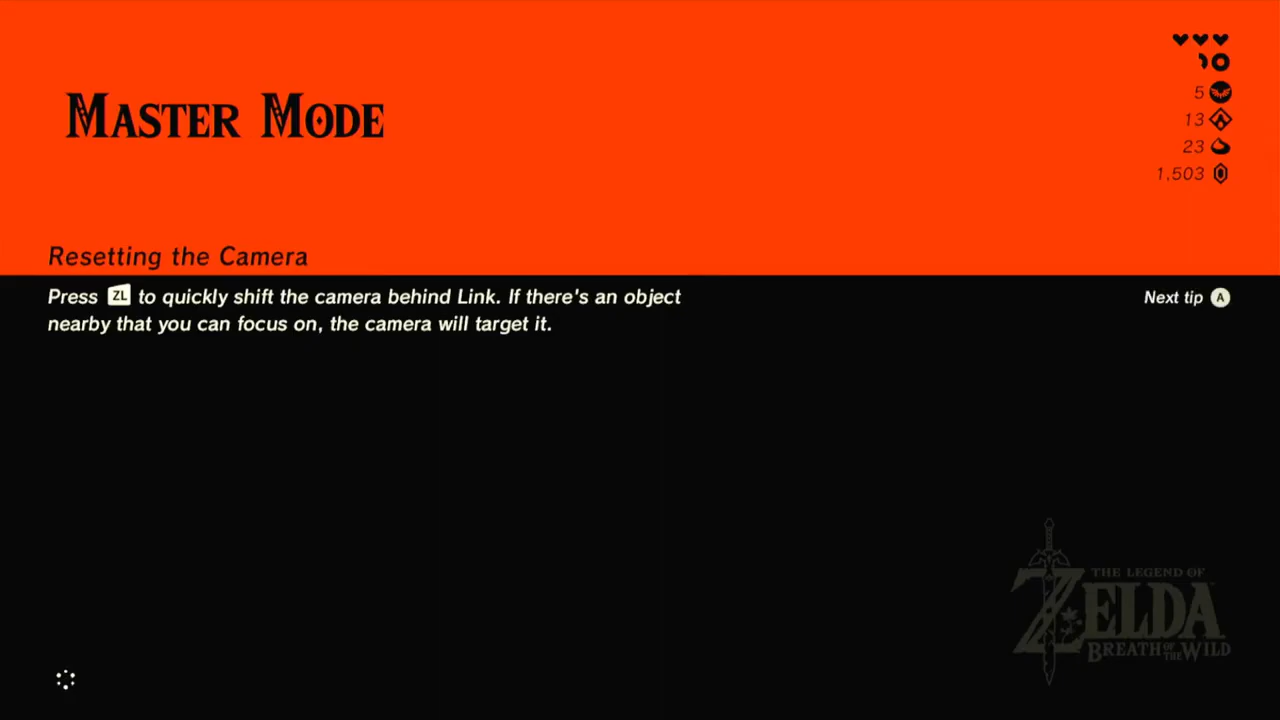 MASTER MODE
5
13
23
1,503
Resetting the Camera
Press ZL to quickly shift the camera behind Link. If there's an object
nearby that you can focus on, the camera will target it.
Next tip A
THE LEGEND OF
ZELDA
BREATH OF THE WILD